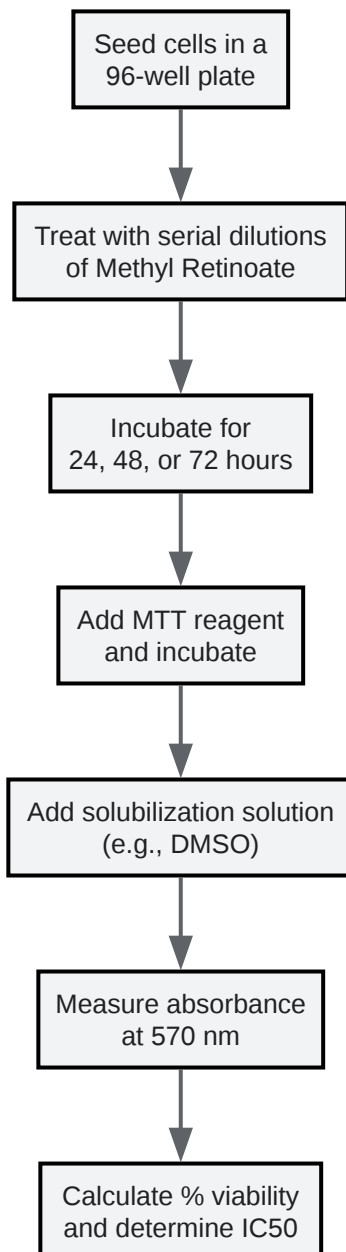 Seed cells in a
96-well plate
Treat with serial dilutions
of Methyl Retinoate
Incubate for
24, 48, or 72 hours
Add MTT reagent
and incubate
Add solubilization solution
(e.g., DMSO)
Measure absorbance
at 570 nm
Calculate % viability
and determine IC50